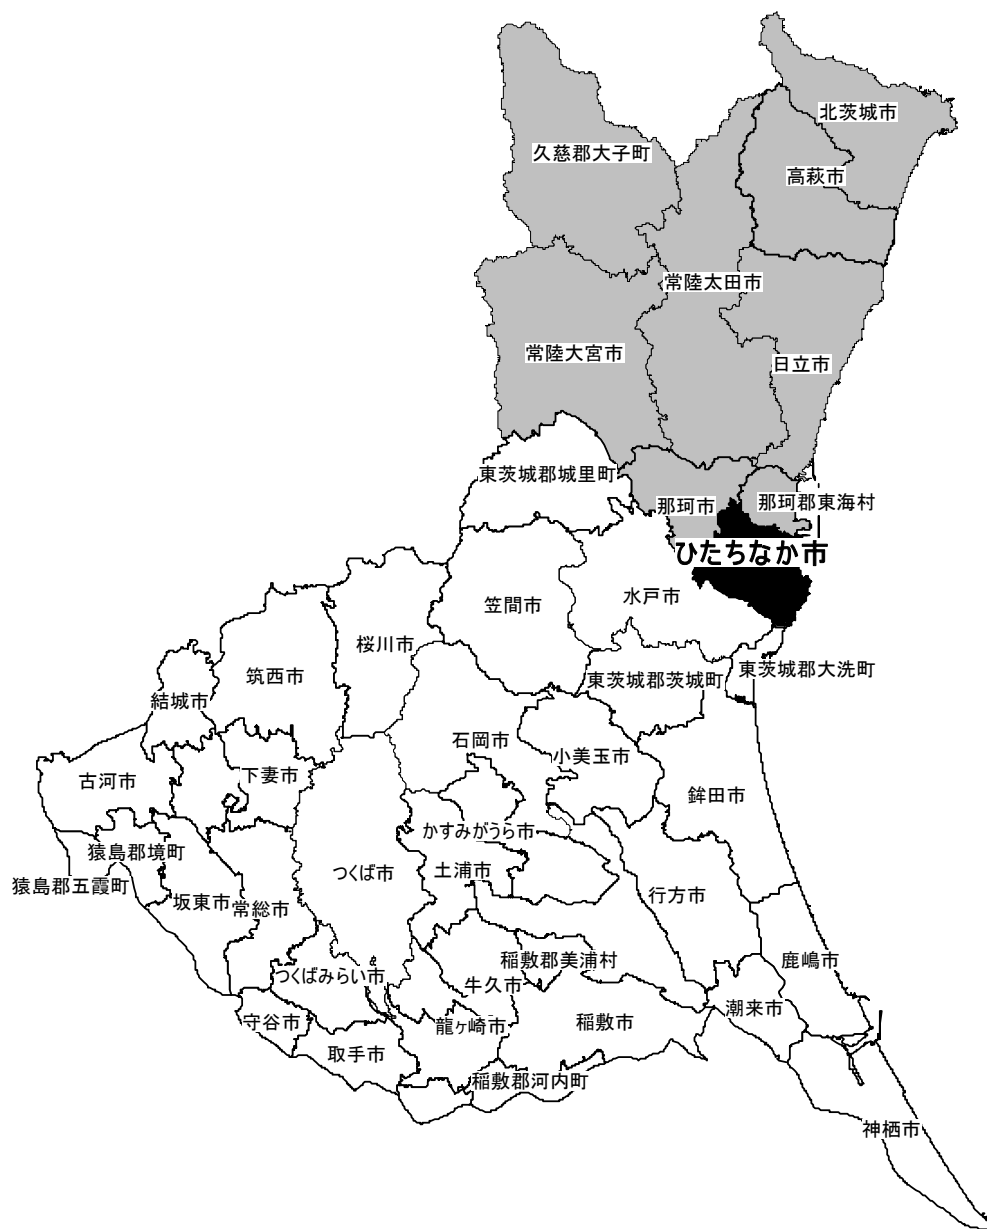 北茨城市
久慈郡大子町
高萩市
常陸太田市
常陸大宮市
日立市
東茨城郡城里町
那珂市
那珂郡東海村
ひたちなか市
水戸市
笠間市
桜川市
東茨城郡大洗町
筑西市
東茨城郡茨城町
結城市
石岡市
小美玉市
下妻市
古河市
鉾田市
かすみがうら市
猿島郡境町
つくば市
土浦市
猿島郡五霞町
行方市
坂東市
常総市
稲敷郡美浦村
鹿嶋市
つくばみらい市
牛久市
潮来市
守谷市
龍ヶ崎市
稲敷市
取手市
稲敷郡河内町
神栖市